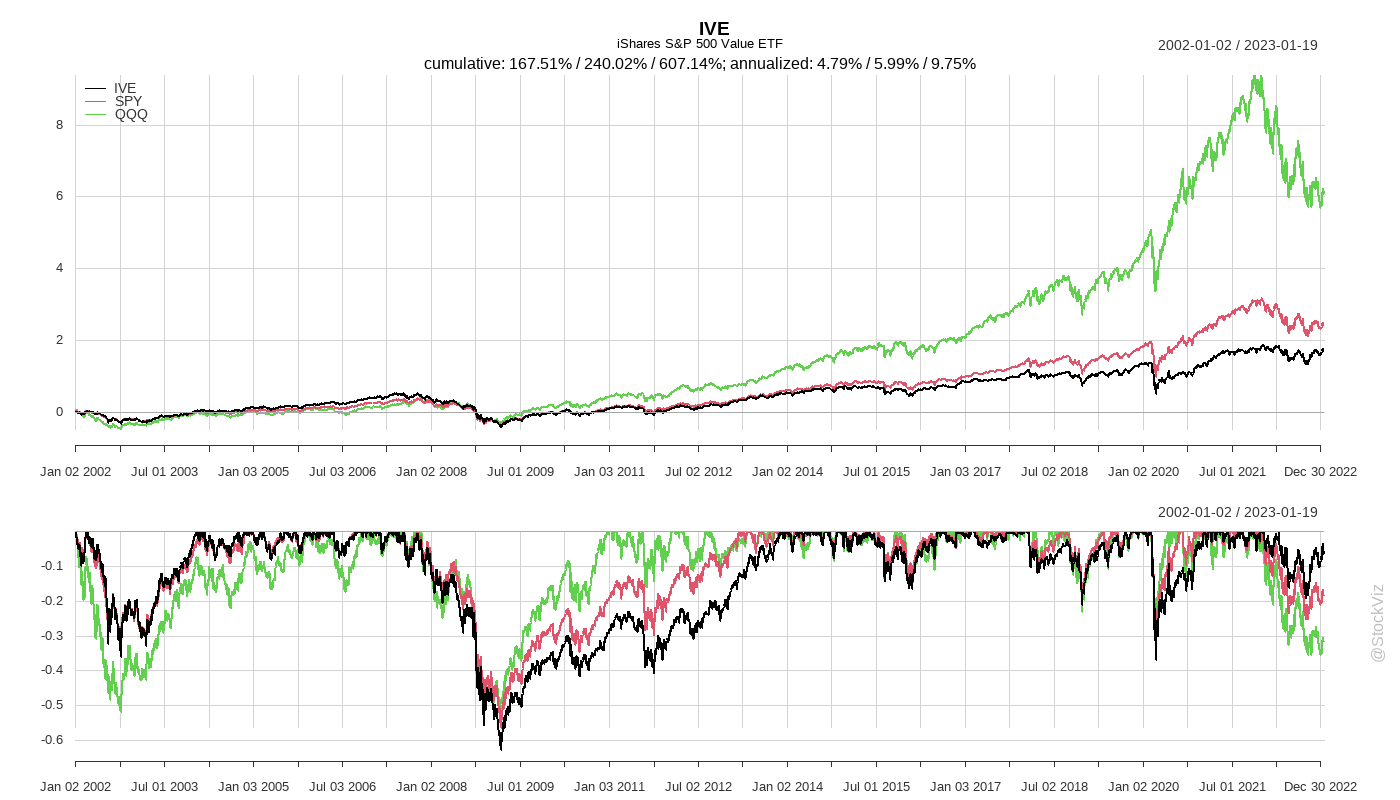 IVE
iShares S&P 500 Value ETF
2002-01-02 / 2023-01-19
cumulative: 167.51% / 240.02% / 607.14%; annualized: 4.79% / 5.99% / 9.75%
IVE
SPY
QQQ
8
6
4
2
0
Jan 02 2002 Jul 01 2003 Jan 03 2005 Jul 03 2006 Jan 02 2008 Jul 01 2009 Jan 03 2011 Jul 02 2012 Jan 02 2014 Jul 01 2015 Jan 03 2017 Jul 02 2018 Jan 02 2020 Jul 01 2021 Dec 30 2022
2002-01-02 / 2023-01-19
-0.1
-0.2
-0.3
-0.4
-0.5
-0.6
Jan 02 2002 Jul 01 2003 Jan 03 2005 Jul 03 2006 Jan 02 2008 Jul 01 2009 Jan 03 2011 Jul 02 2012 Jan 02 2014 Jul 01 2015 Jan 03 2017 Jul 02 2018 Jan 02 2020 Jul 01 2021 Dec 30 2022
@StockViz